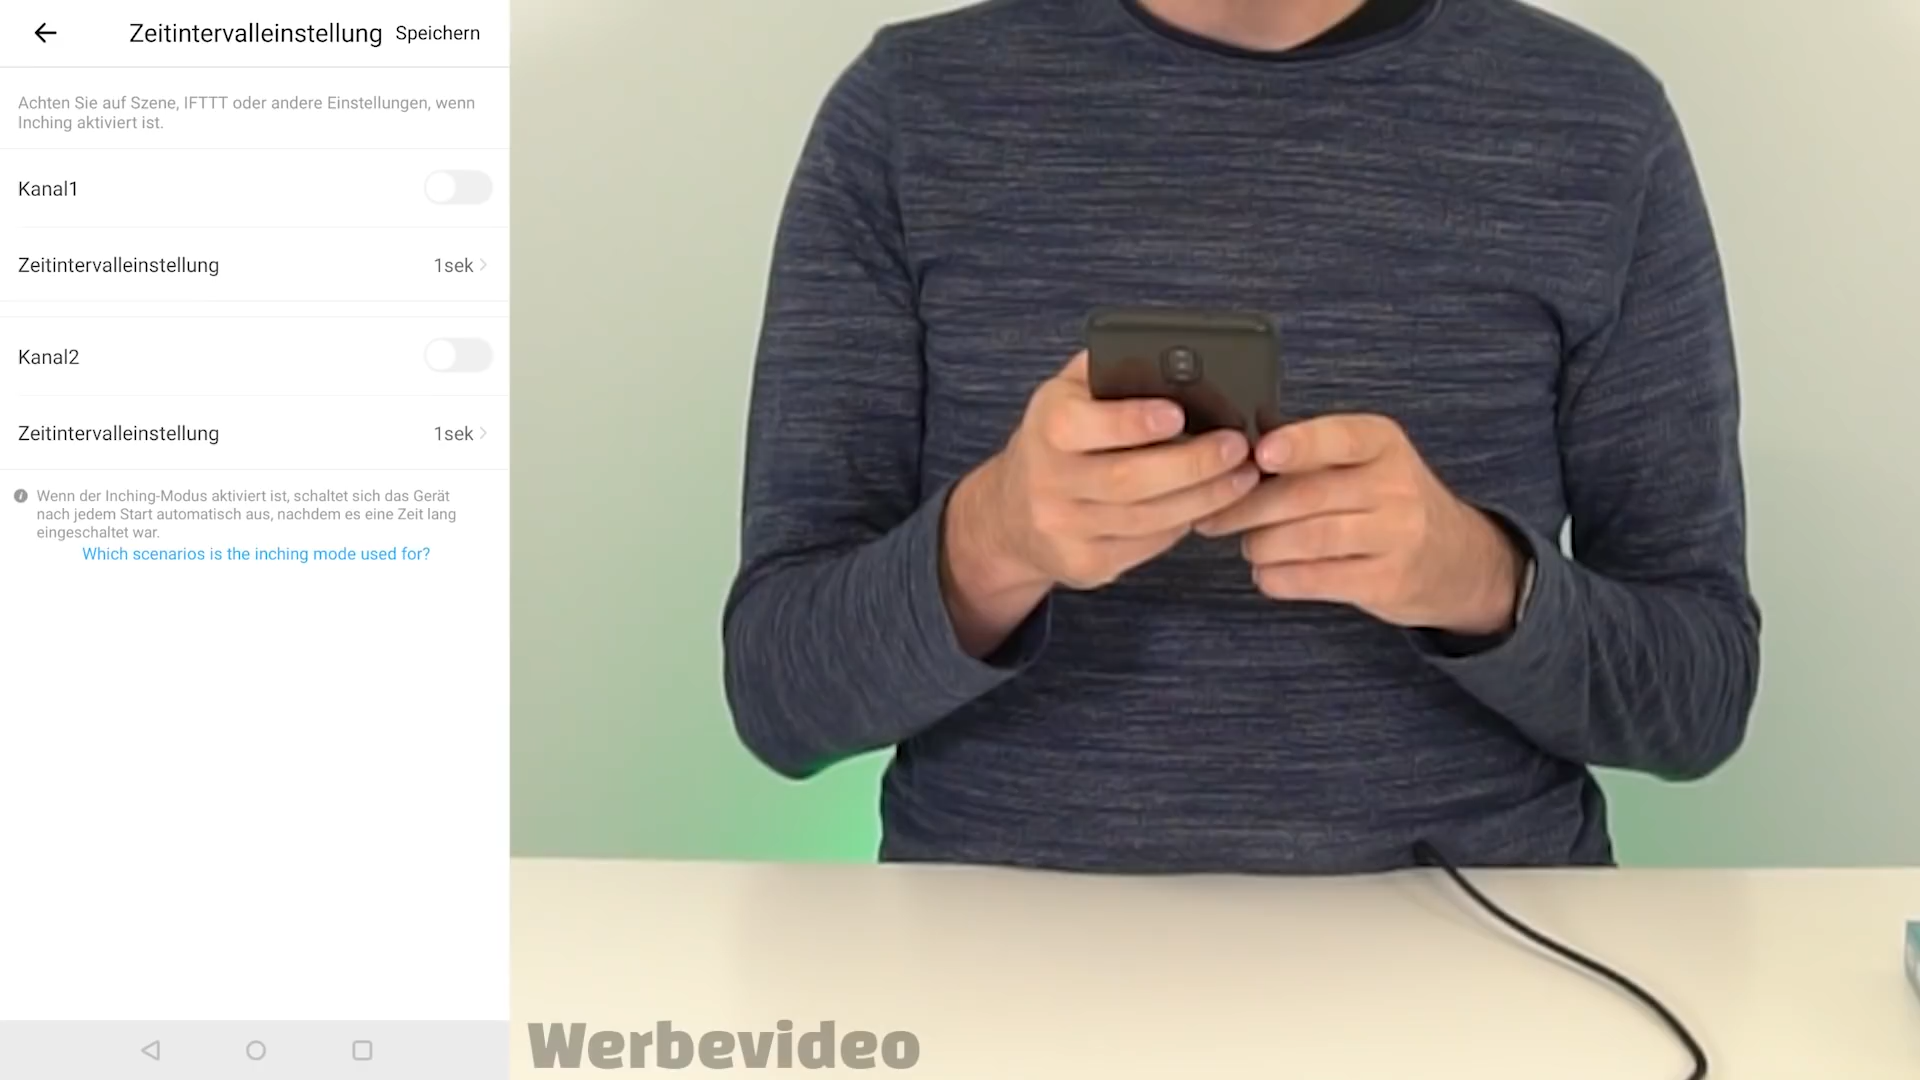 Zeitintervalleinstellung Speichern
Achten Sie auf Szene, IFTTT oder andere Einstellungen, wenn
Inching aktiviert ist.
Kanal1
Zeitintervalleinstellung 1sek
Kanal2
Zeitintervalleinstellung 1sek
Wenn der Inching-Modus aktiviert ist, schaltet sich das Gerät
nach jedem Start automatisch aus, nachdem es eine Zeit lang
eingeschaltet war.
Which scenarios is the inching mode used for?
Werbevideo